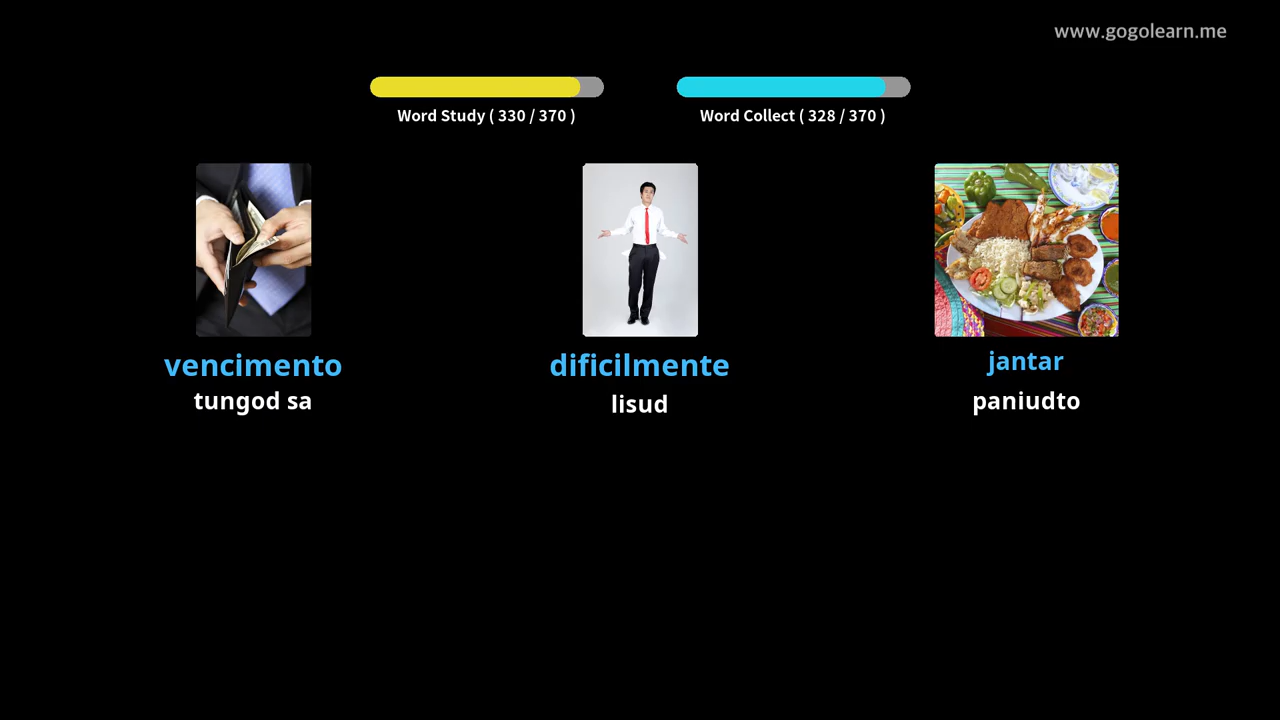 www.gogolearn.me
Word Study ( 330 / 370 )
Word Collect ( 328 / 370 )
vencimento
tungod sa
dificilmente
lisud
jantar
paniudto